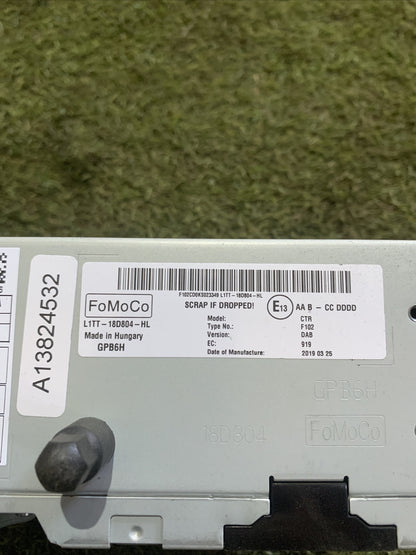 A13824532
F102CD0KS023349 L1TT-18D804-HL
FoMoCo
SCRAP IF DROPPED!
E13 AA B - CC DDDD
L1TT-18D804-HL
Made in Hungary
GPB6H
Model: CTR
Type No.: F102
Version: DAB
EC: 919
Date of Manufacture: 2019 03 25
GPB6H
18D804
FoMoCo